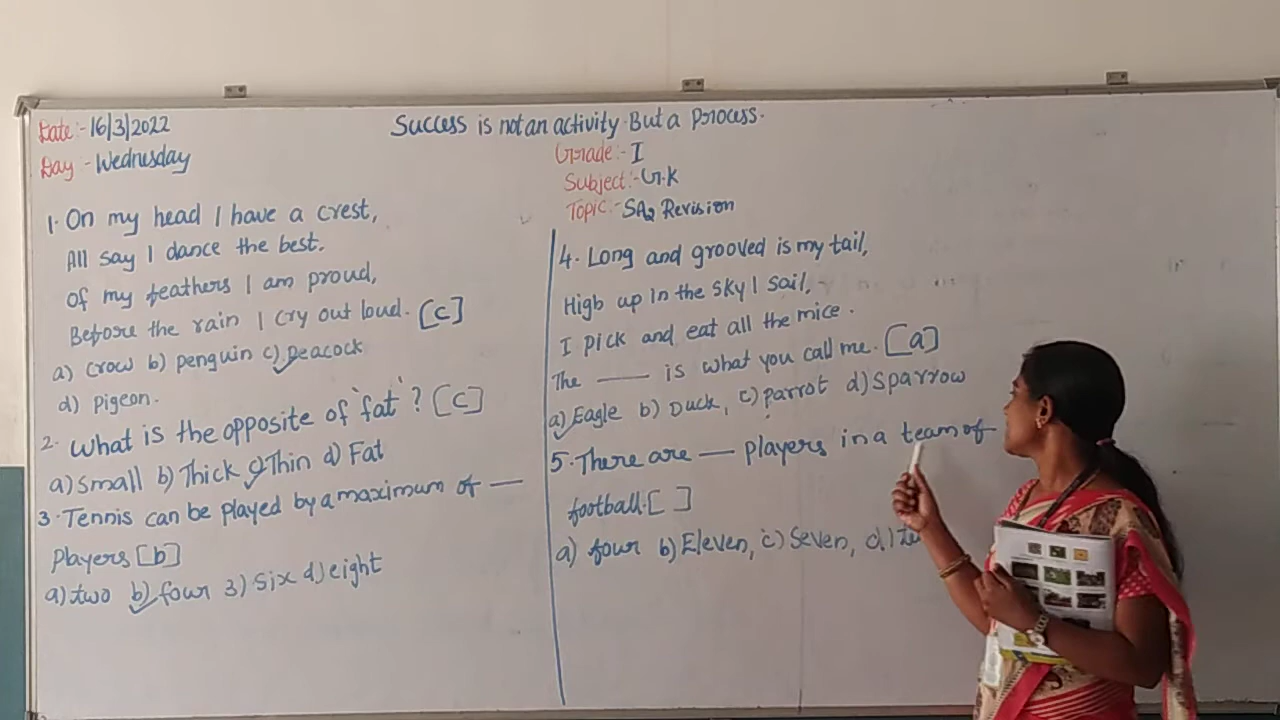 Date:- 16/3/2022
Day :- Wednesday
Success is not an activity. But a process.
Grade:- I
Subject:- G.K
Topic:- SA2 Revision
1. On my head I have a crest,
All say I dance the best.
Of my feathers I am proud,
Before the rain I cry out loud. [c]
a) Crow b) penguin c) peacock
d) Pigeon.
2. What is the opposite of 'fat'? [c]
a) Small b) Thick c) Thin d) Fat
3. Tennis can be played by a maximum of —
Players [b]
a) two b) four 3) Six d) eight
4. Long and grooved is my tail,
High up in the sky I sail,
I pick and eat all the mice.
The — is what you call me. [a]
a) Eagle b) Duck, c) parrot d) Sparrow
5. There are — players in a team of
football. [ ]
a) four b) Eleven, c) Seven, d)